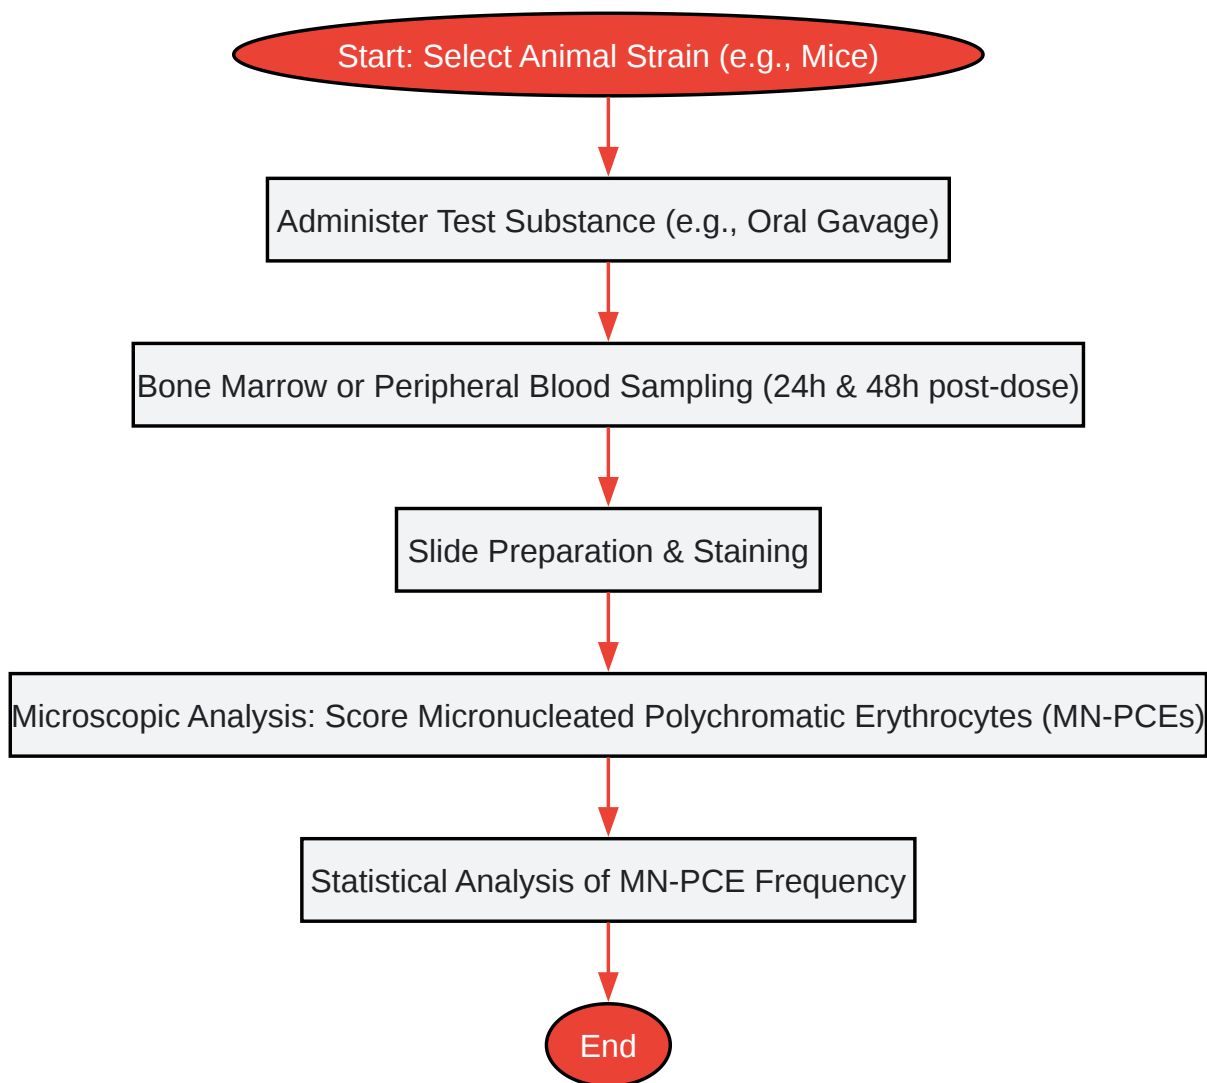 Start: Select Animal Strain (e.g., Mice)
Administer Test Substance (e.g., Oral Gavage)
Bone Marrow or Peripheral Blood Sampling (24h & 48h post-dose)
Slide Preparation & Staining
Microscopic Analysis: Score Micronucleated Polychromatic Erythrocytes (MN-PCEs)
Statistical Analysis of MN-PCE Frequency
End